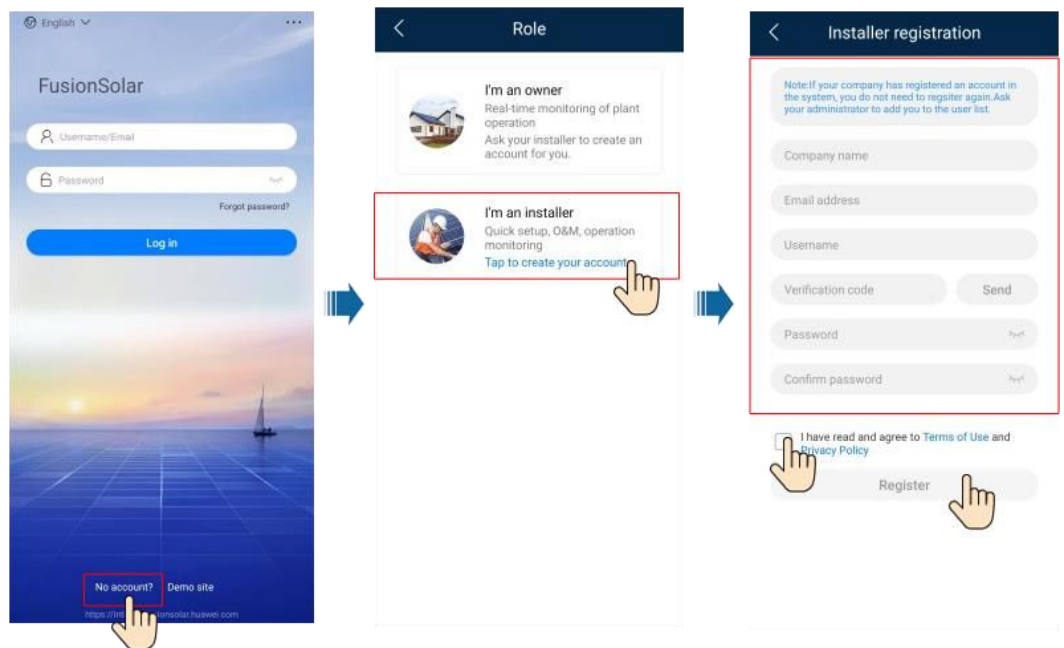 English
FusionSolar
Username/Email
Password
Forgot password?
Log in
No account?
Demo site
Role
I'm an owner
Real-time monitoring of plant
operation
Ask your installer to create an
account for you.
I'm an installer
Quick setup, O&M, operation
monitoring
Tap to create your account
Installer registration
Note:If your company has registered an account in
the system, you do not need to regsiter again.Ask
your administrator to add you to the user list.
Company name
Email address
Username
Verification code
Send
Password
Confirm password
I have read and agree to Terms of Use and
Privacy Policy
Register